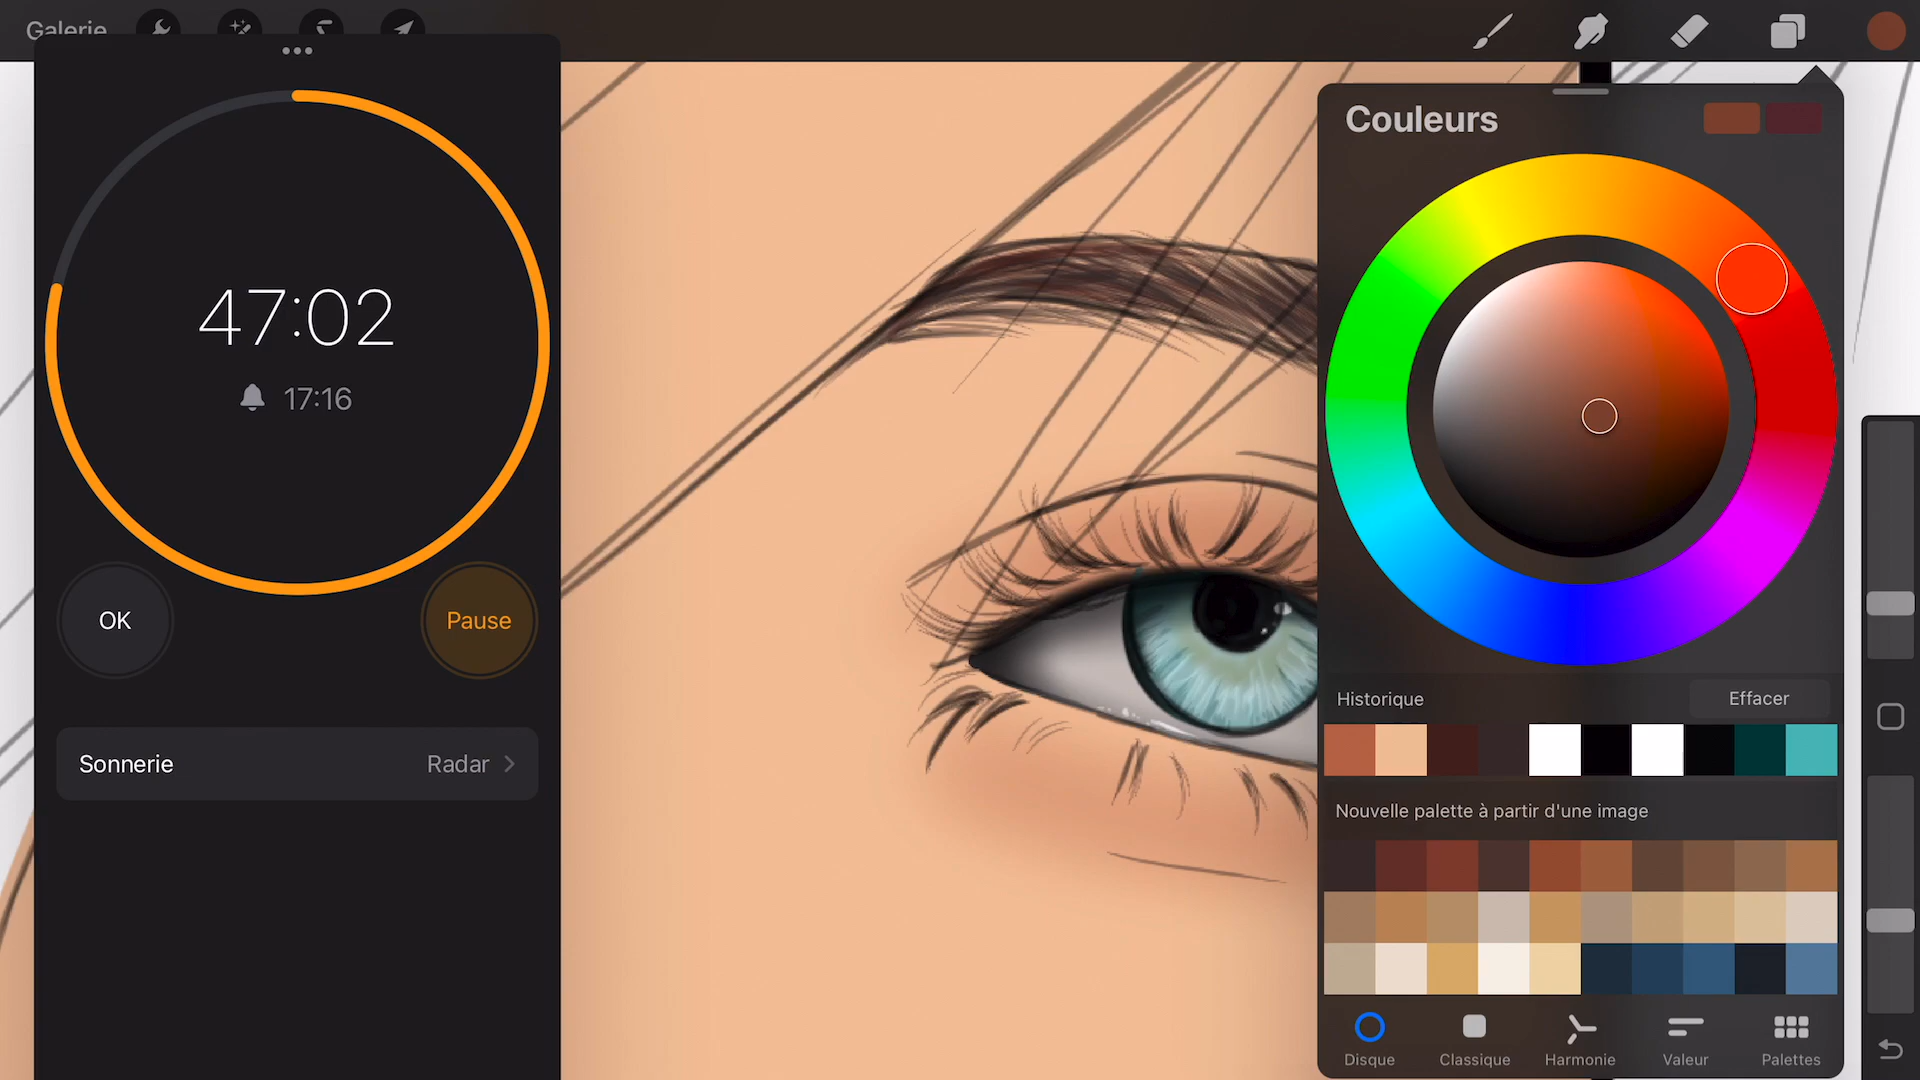 Galerie
47:02
17:16
OK
Pause
Sonnerie
Radar
Couleurs
Historique
Effacer
Nouvelle palette à partir d'une image
Disque
Classique
Harmonie
Valeur
Palettes